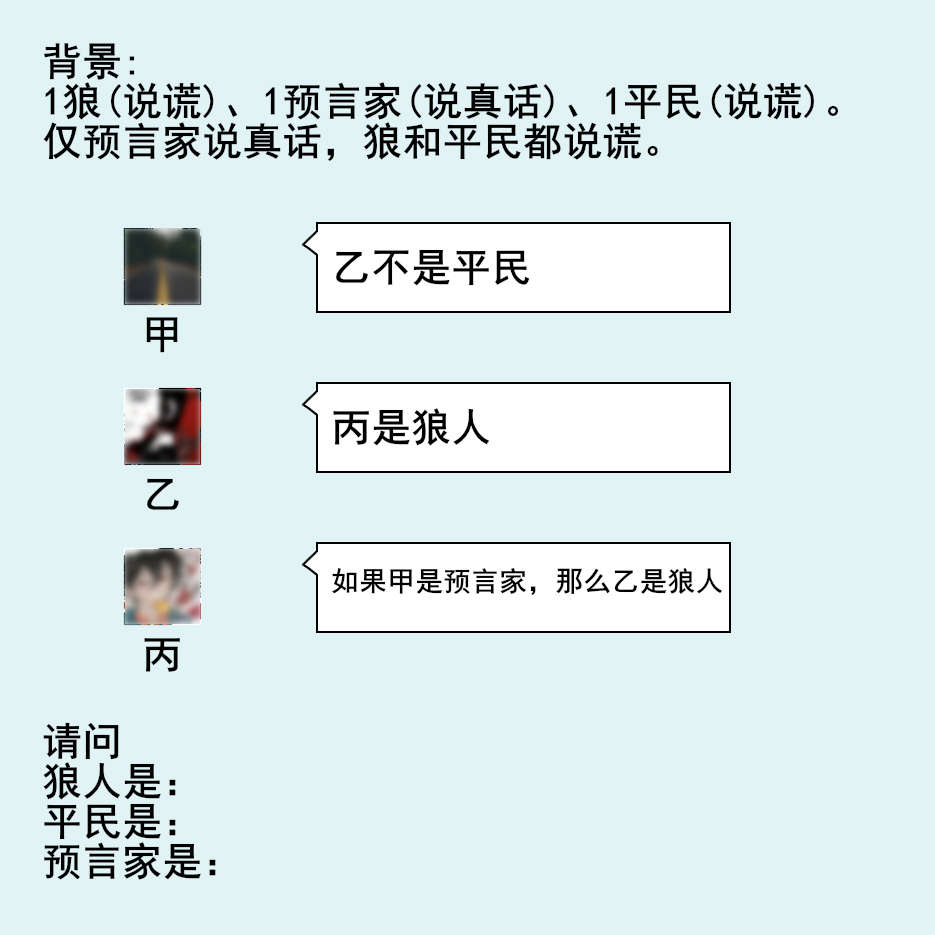 背景:
1狼(说谎)、1预言家(说真话)、1平民(说谎)。
仅预言家说真话，狼和平民都说谎。
乙不是平民
甲
丙是狼人
乙
如果甲是预言家，那么乙是狼人
丙
请问
狼人是：
平民是：
预言家是：